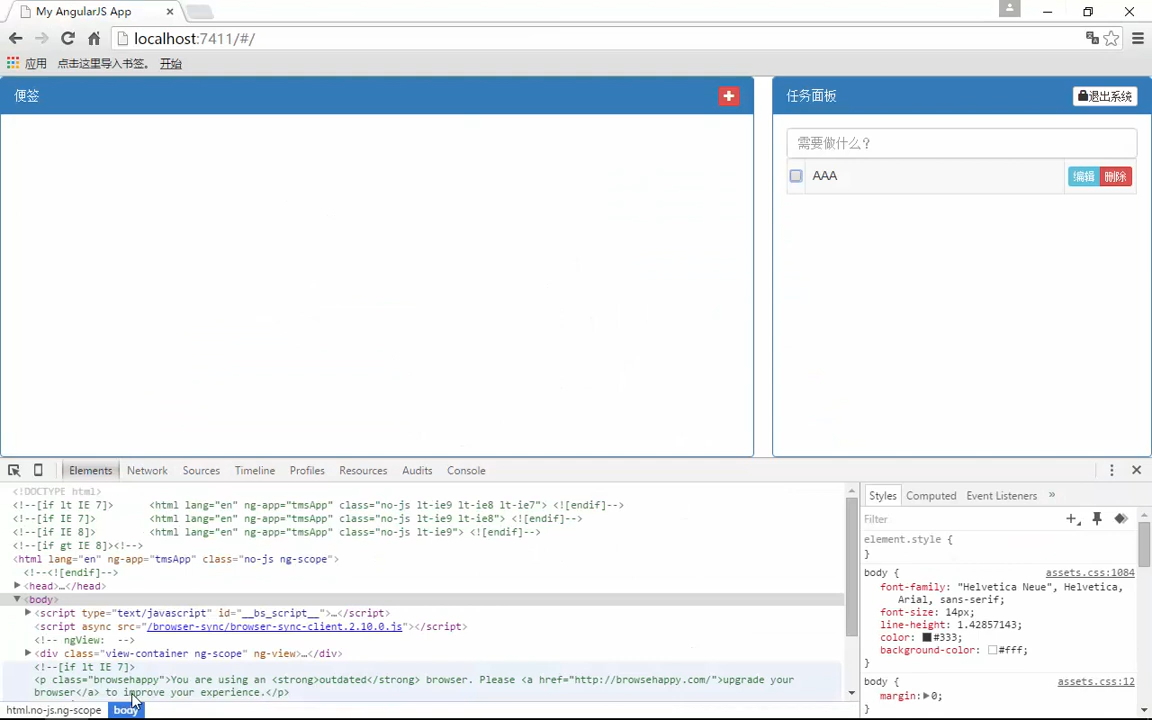 My AngularJS App
localhost:7411/#/
应用 点击这里导入书签。 开始
便签
任务面板
退出系统
需要做什么?
AAA
编辑 删除
Elements Network Sources Timeline Profiles Resources Audits Console
<!DOCTYPE html>
<!--[if lt IE 7]> <html lang="en" ng-app="tmsApp" class="no-js lt-ie9 lt-ie8 lt-ie7"> <![endif]-->
<!--[if IE 7]> <html lang="en" ng-app="tmsApp" class="no-js lt-ie9 lt-ie8"> <![endif]-->
<!--[if IE 8]> <html lang="en" ng-app="tmsApp" class="no-js lt-ie9"> <![endif]-->
<!--[if gt IE 8]><!-->
<html lang="en" ng-app="tmsApp" class="no-js ng-scope">
<!--<![endif]-->
<head>…</head>
<body>
<script type="text/javascript" id="__bs_script__">…</script>
<script async src="/browser-sync/browser-sync-client.2.10.0.js"></script>
<!-- ngView: -->
<div class="view-container ng-scope" ng-view>…</div>
<!--[if lt IE 7]>
<p class="browsehappy">You are using an <strong>outdated</strong> browser. Please <a href="http://browsehappy.com/">upgrade your
browser</a> to improve your experience.</p>
html.no-js.ng-scope body
Styles Computed Event Listeners »
Filter
element.style {
}
body { assets.css:1084
font-family: "Helvetica Neue", Helvetica,
Arial, sans-serif;
font-size: 14px;
line-height: 1.42857143;
color: #333;
background-color: #fff;
}
body { assets.css:12
margin: 0;
}